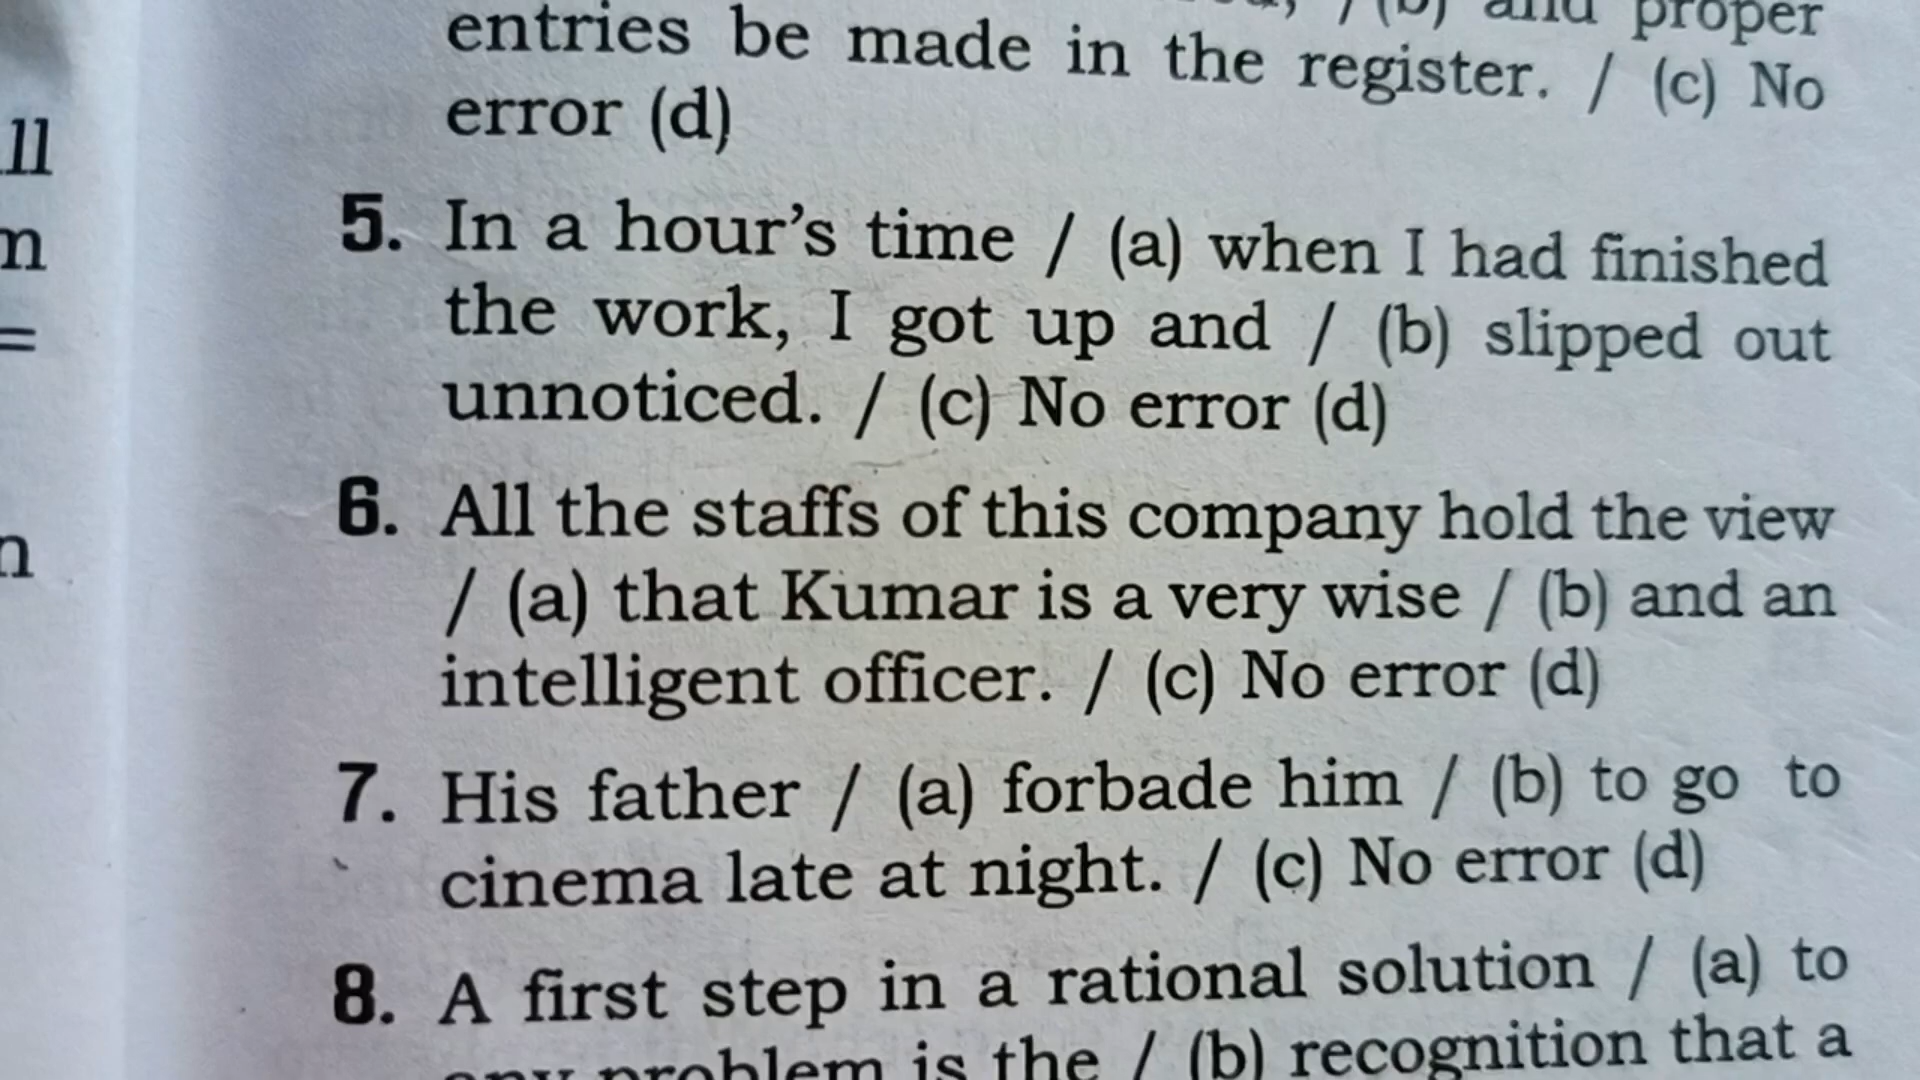 / (b) and proper
entries be made in the register. / (c) No
error (d)
5. In a hour's time / (a) when I had finished
the work, I got up and / (b) slipped out
unnoticed. / (c) No error (d)
6. All the staffs of this company hold the view
/ (a) that Kumar is a very wise / (b) and an
intelligent officer. / (c) No error (d)
7. His father / (a) forbade him / (b) to go to
cinema late at night. / (c) No error (d)
8. A first step in a rational solution / (a) to
any problem is the / (b) recognition that a